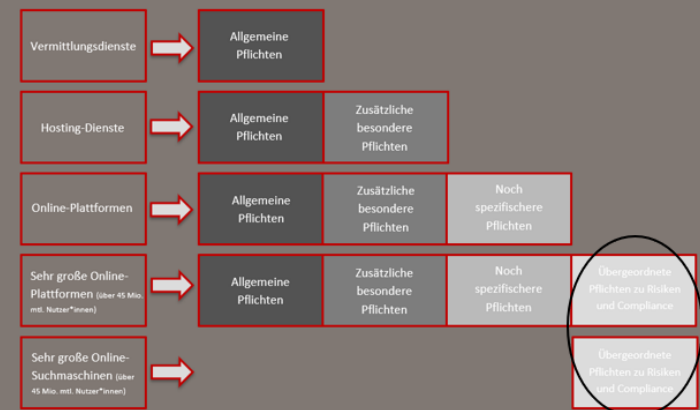 Vermittlungsdienste
Allgemeine
Pflichten
Hosting-Dienste
Allgemeine
Pflichten
Zusätzliche
besondere
Pflichten
Online-Plattformen
Allgemeine
Pflichten
Zusätzliche
besondere
Pflichten
Noch
spezifischere
Pflichten
Sehr große Online-
Plattformen (über 45 Mio.
mtl. Nutzer*innen)
Allgemeine
Pflichten
Zusätzliche
besondere
Pflichten
Noch
spezifischere
Pflichten
Übergeordnete
Pflichten zu Risiken
und Compliance
Sehr große Online-
Suchmaschinen (über
45 Mio. mtl. Nutzer*innen)
Übergeordnete
Pflichten zu Risiken
und Compliance